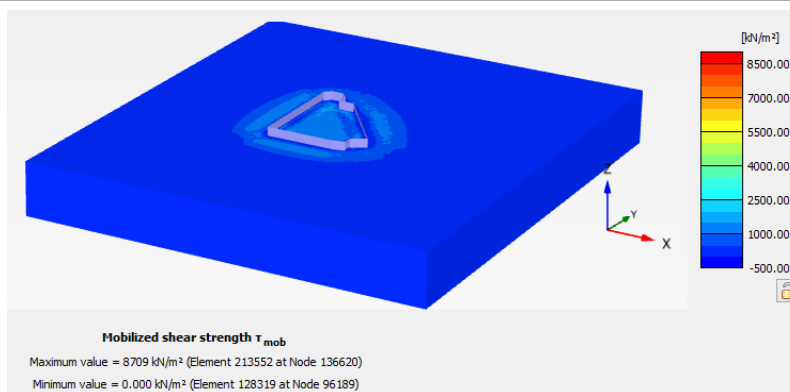 [kN/m²]
8500.00
7000.00
5500.00
4000.00
2500.00
1000.00
-500.00
Z
Y
X
Mobilized shear strength τ mob
Maximum value = 8709 kN/m² (Element 213552 at Node 136620)
Minimum value = 0.000 kN/m² (Element 128319 at Node 96189)